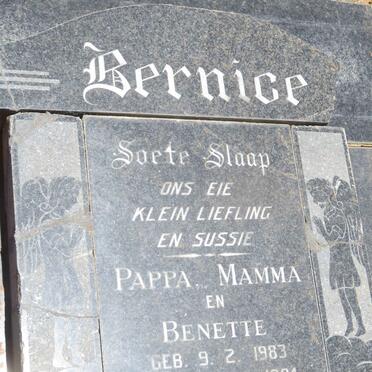 Bernice
Soete Slaap
ONS EIE
KLEIN LIEFLING
EN SUSSIE
PAPPA, MAMMA
EN
BENETTE
GEB. 9. 2. 1983